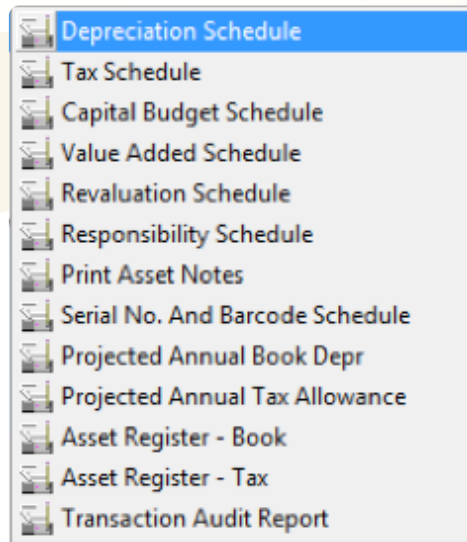 Depreciation Schedule
Tax Schedule
Capital Budget Schedule
Value Added Schedule
Revaluation Schedule
Responsibility Schedule
Print Asset Notes
Serial No. And Barcode Schedule
Projected Annual Book Depr
Projected Annual Tax Allowance
Asset Register - Book
Asset Register - Tax
Transaction Audit Report